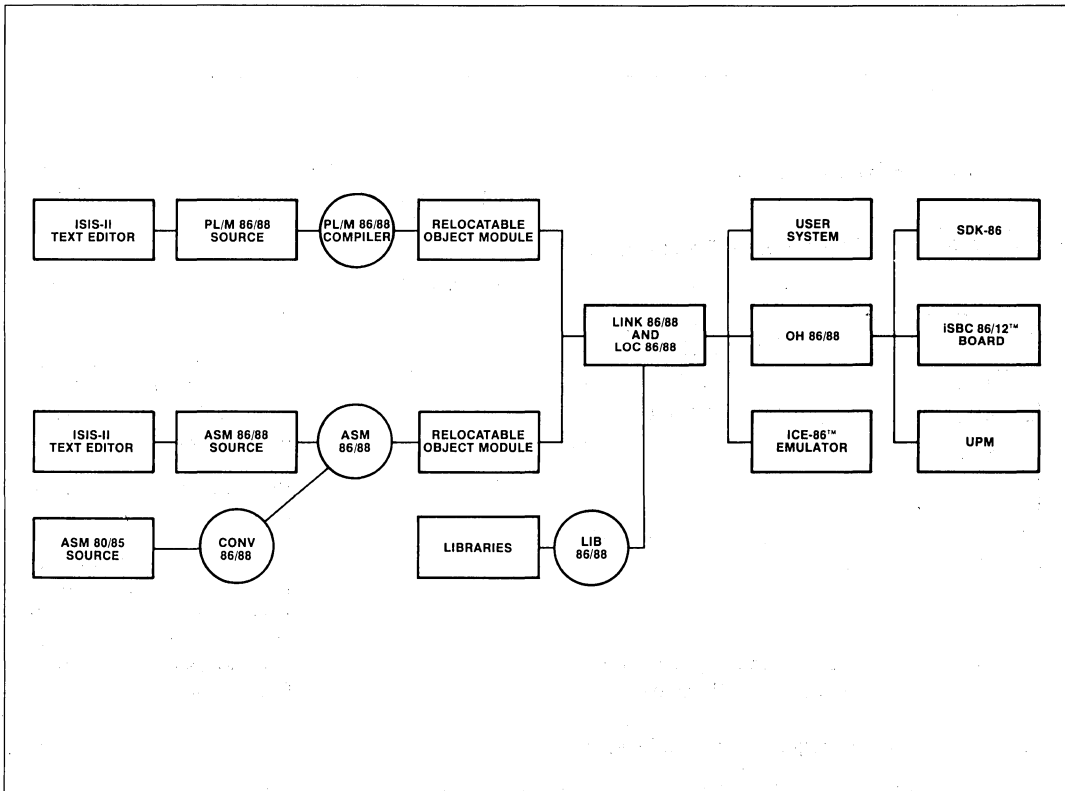 ISIS-II
TEXT EDITOR
PL/M 86/88
SOURCE
PL/M 86/88
COMPILER
RELOCATABLE
OBJECT MODULE
USER
SYSTEM
SDK-86
LINK 86/88
AND
LOC 86/88
OH 86/88
iSBC 86/12™
BOARD
ISIS-II
TEXT EDITOR
ASM 86/88
SOURCE
ASM
86/88
RELOCATABLE
OBJECT MODULE
ICE-86™
EMULATOR
UPM
ASM 80/85
SOURCE
CONV
86/88
LIBRARIES
LIB
86/88